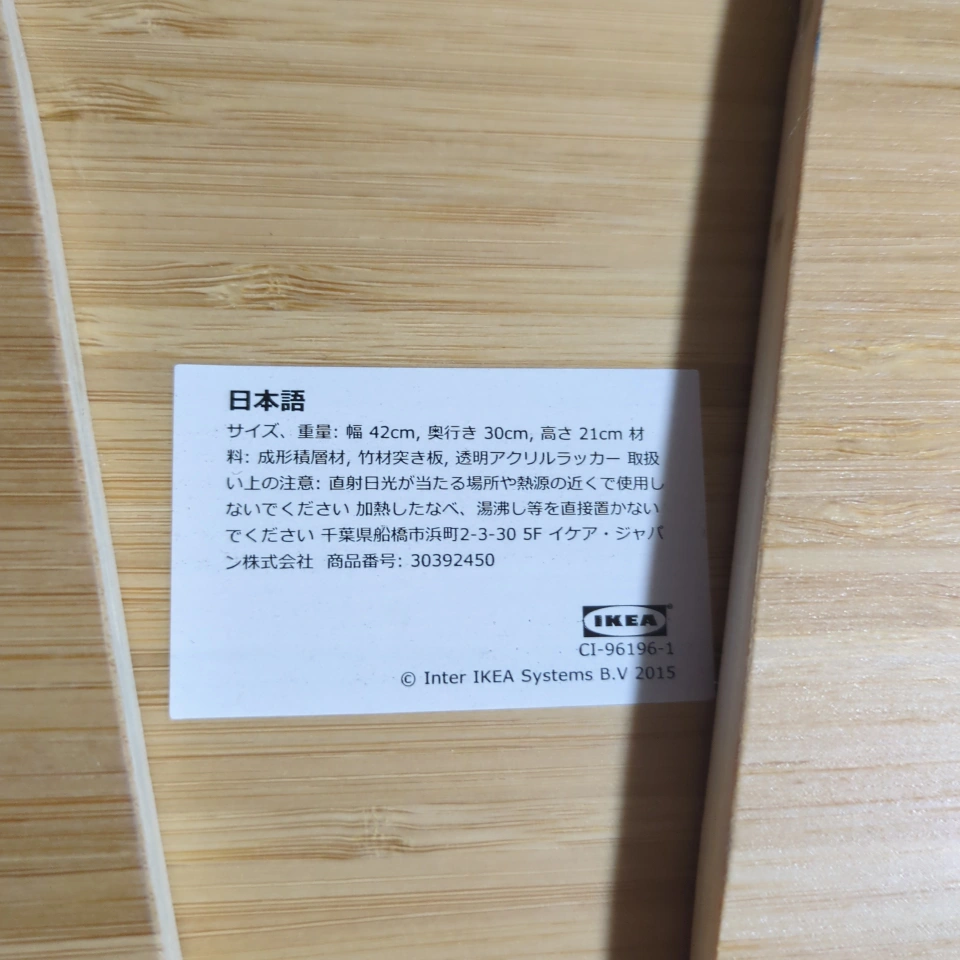 日本語
サイズ、重量: 幅 42cm, 奥行き 30cm, 高さ 21cm 材
料: 成形積層材, 竹材突き板, 透明アクリルラッカー 取扱
い上の注意: 直射日光が当たる場所や熱源の近くで使用し
ないでください 加熱したなべ、湯沸し等を直接置かない
でください 千葉県船橋市浜町2-3-30 5F イケア・ジャパ
ン株式会社 商品番号: 30392450
IKEA
CI-96196-1
© Inter IKEA Systems B.V 2015